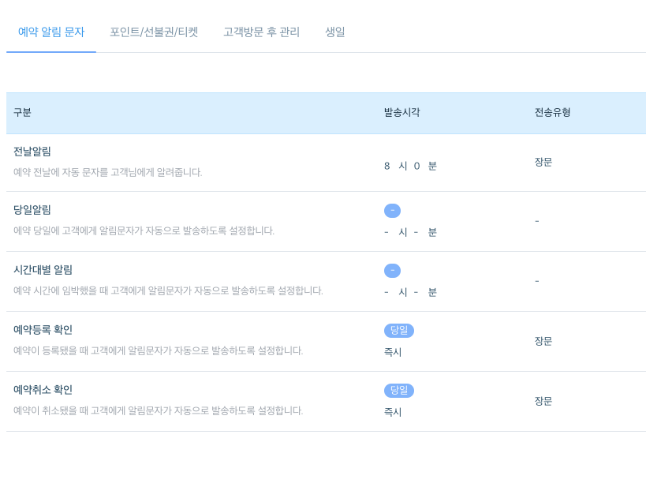 예약 알림 문자 포인트/선불권/티켓 고객방문 후 관리 생일
구분 발송시각 전송유형
전날알림
예약 전날에 자동 문자를 고객님에게 알려줍니다.
8 시 0 분
장문
당일알림
예약 당일에 고객에게 알림문자가 자동으로 발송하도록 설정합니다.
-
- 시 - 분
-
시간대별 알림
예약 시간에 임박했을 때 고객에게 알림문자가 자동으로 발송하도록 설정합니다.
-
- 시 - 분
-
예약등록 확인
예약이 등록됐을 때 고객에게 알림문자가 자동으로 발송하도록 설정합니다.
당일
즉시
장문
예약취소 확인
예약이 취소됐을 때 고객에게 알림문자가 자동으로 발송하도록 설정합니다.
당일
즉시
장문